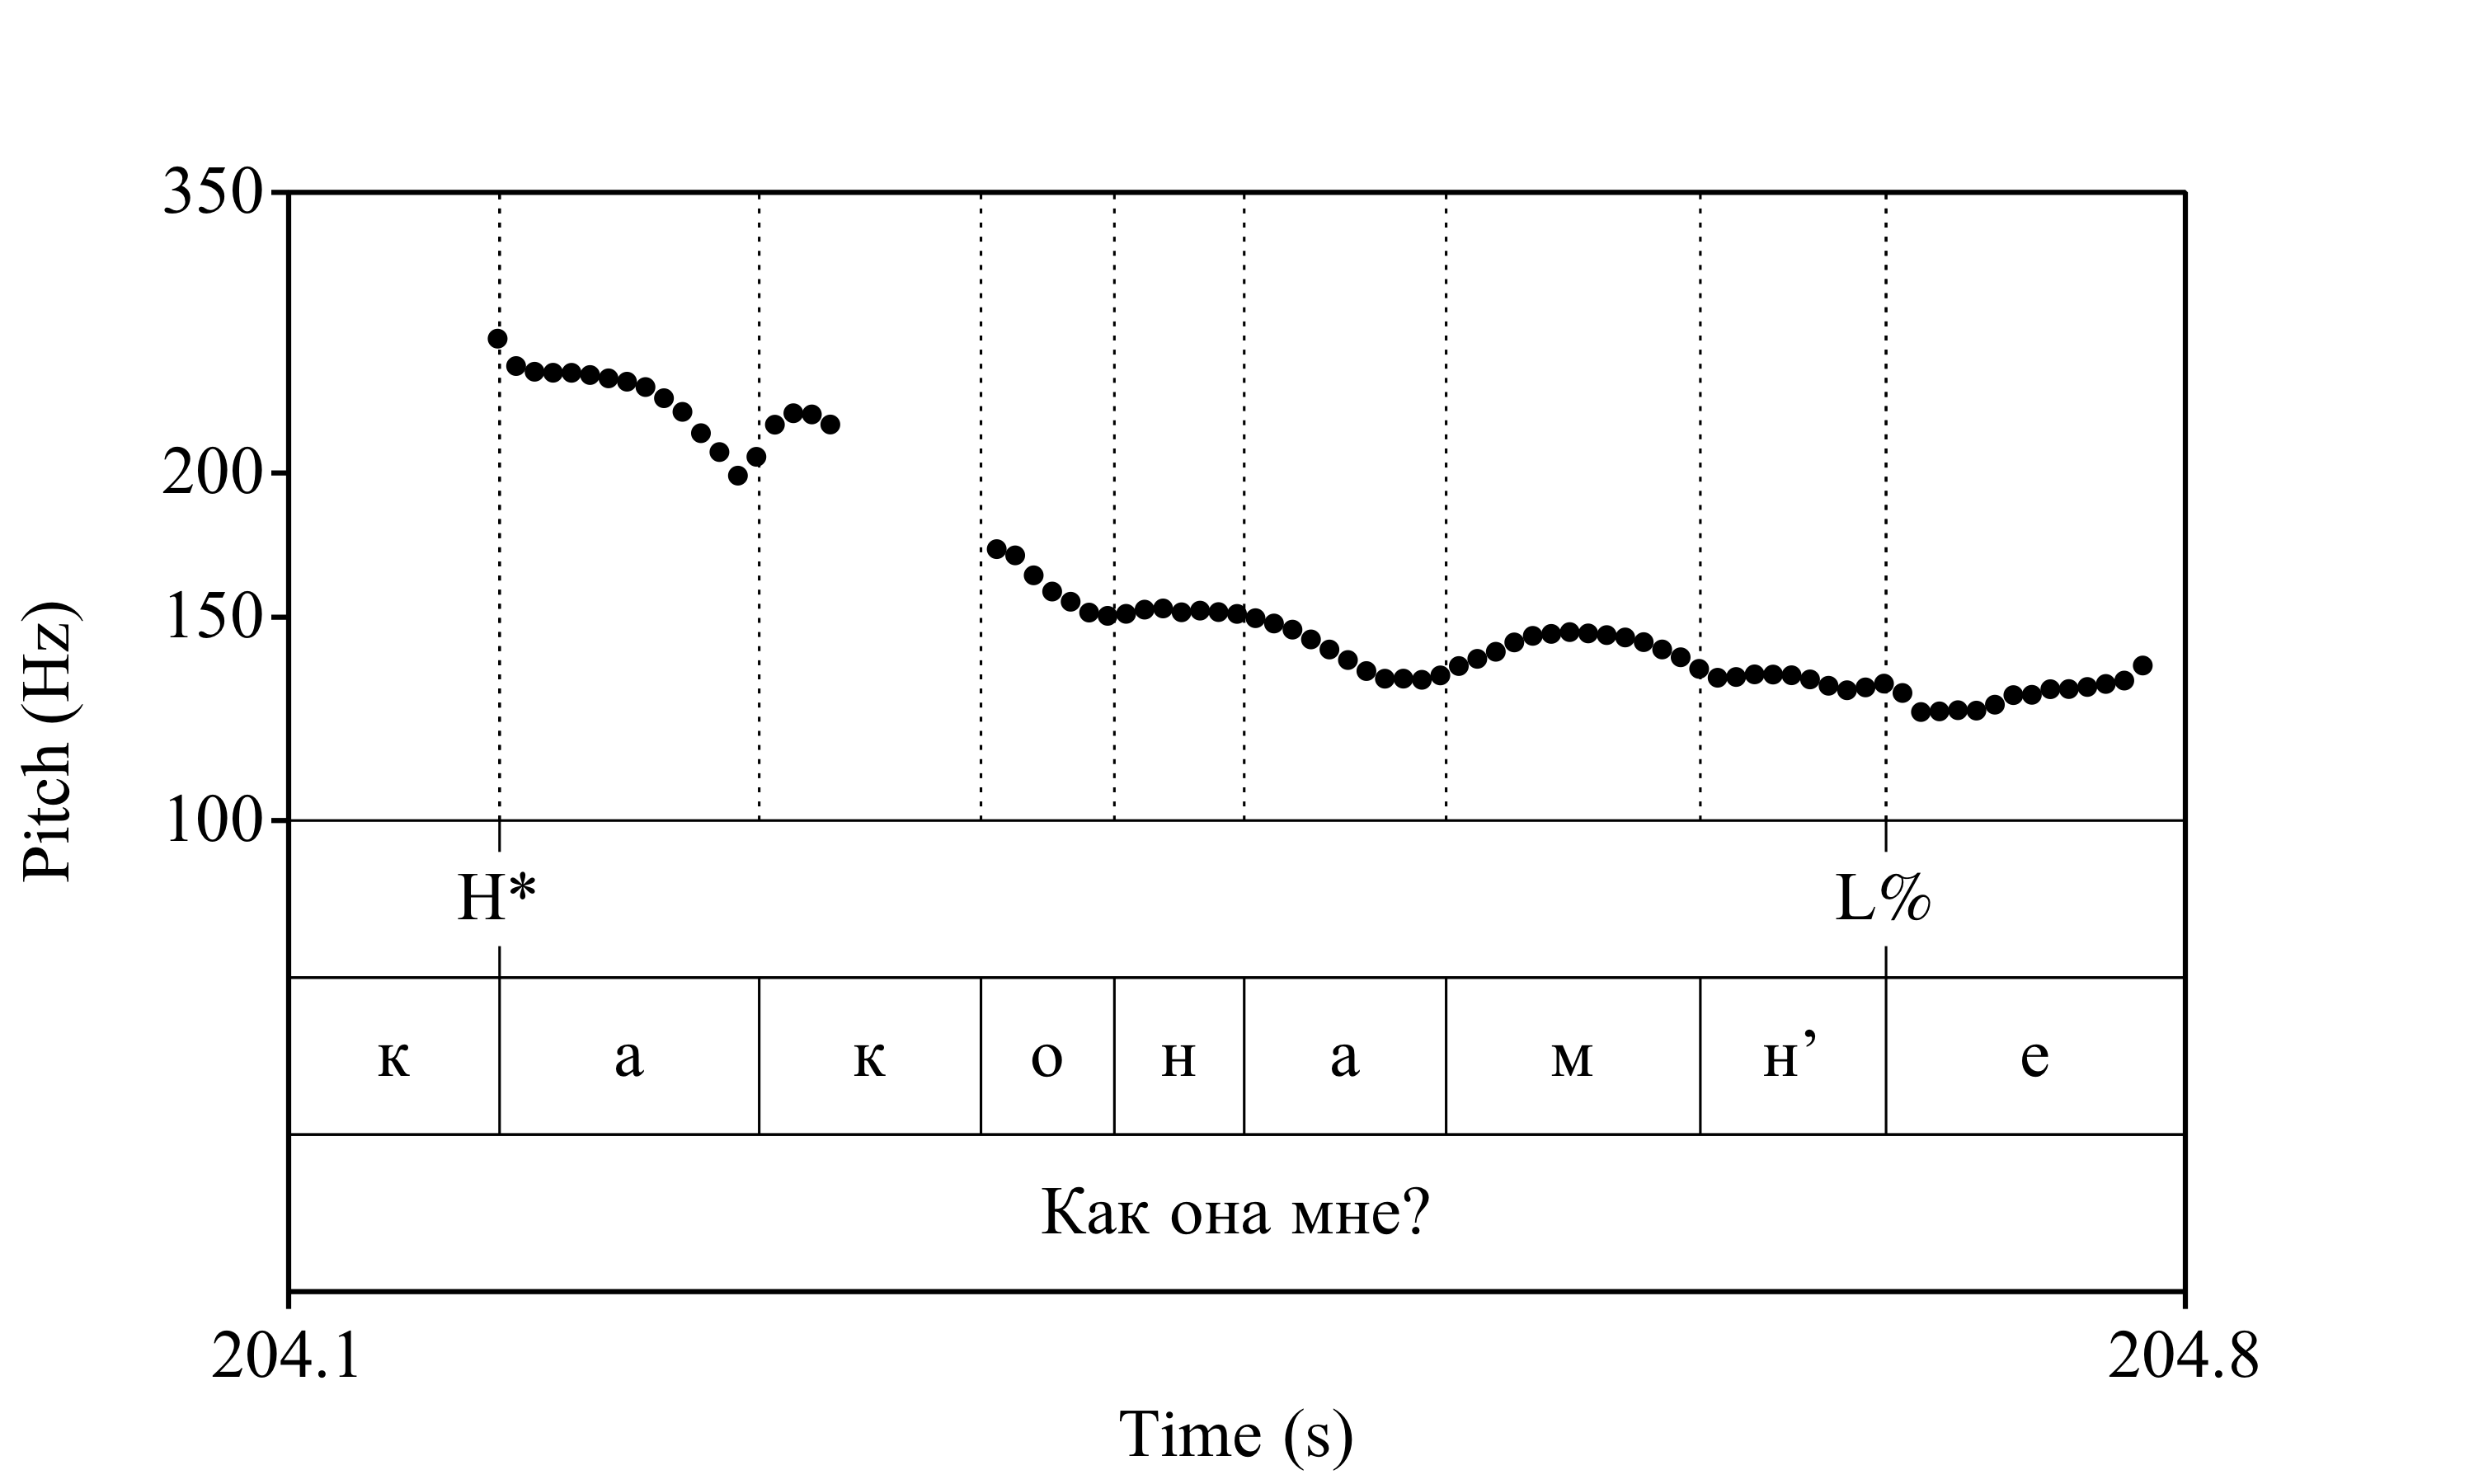 350
200
150
100
Pitch (Hz)
H* L%
к а к о н а м н’ е
Как она мне?
204.1 204.8
Time (s)